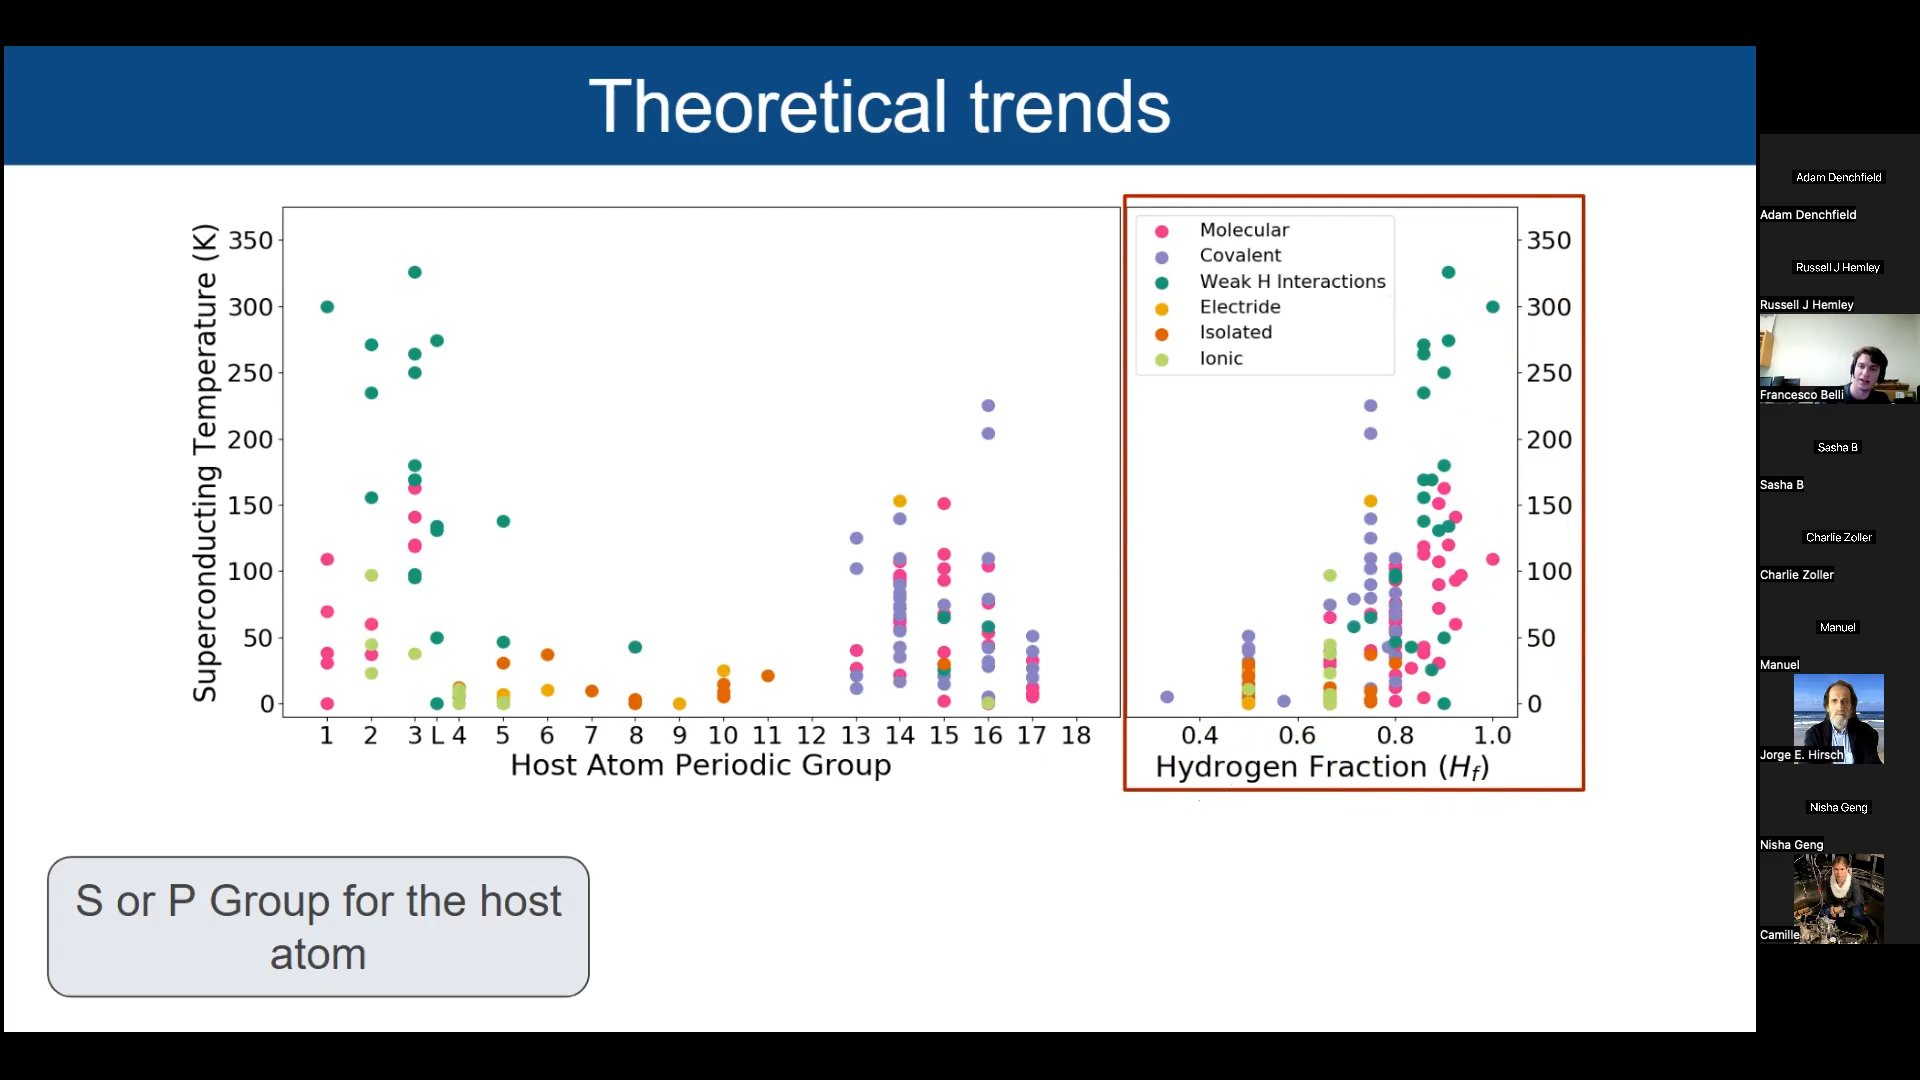 Theoretical trends
Superconducting Temperature (K)
350
300
250
200
150
100
50
0
1 2 3 L 4 5 6 7 8 9 10 11 12 13 14 15 16 17 18
Host Atom Periodic Group
Molecular
Covalent
Weak H Interactions
Electride
Isolated
Ionic
350
300
250
200
150
100
50
0
0.4 0.6 0.8 1.0
Hydrogen Fraction (Hf)
S or P Group for the host
atom
Adam Denchfield
Adam Denchfield
Russell J Hemley
Russell J Hemley
Francesco Belli
Sasha B
Sasha B
Charlie Zoller
Charlie Zoller
Manuel
Manuel
Jorge E. Hirsch
Nisha Geng
Nisha Geng
Camille